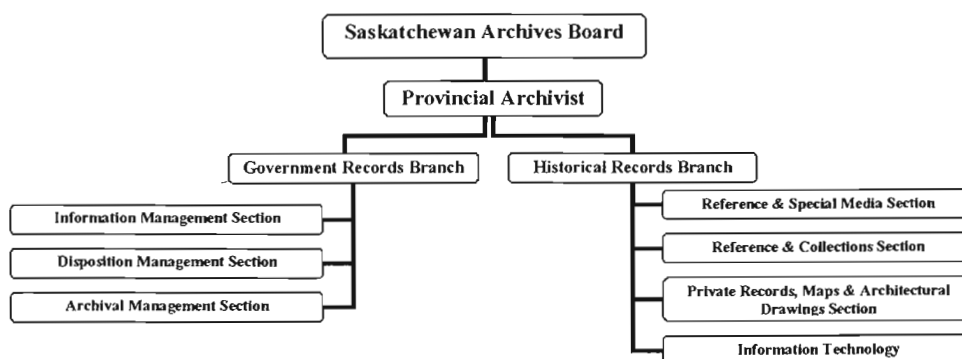 Saskatchewan Archives Board
Provincial Archivist
Government Records Branch
Information Management Section
Disposition Management Section
Archival Management Section
Historical Records Branch
Reference & Special Media Section
Reference & Collections Section
Private Records, Maps & Architectural
Drawings Section
Information Technology